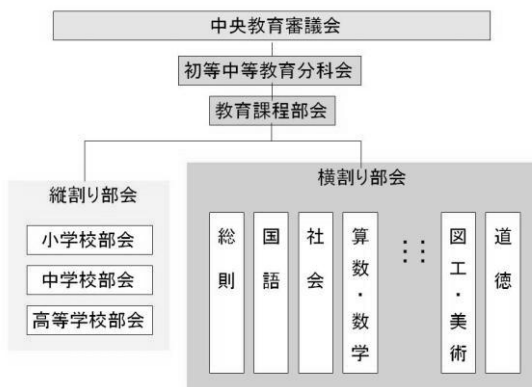 中央教育審議会
初等中等教育分科会
教育課程部会
縦割り部会
小学校部会
中学校部会
高等学校部会
横割り部会
総則
国語
社会
算数・数学
⋮⋮
図工・美術
道徳